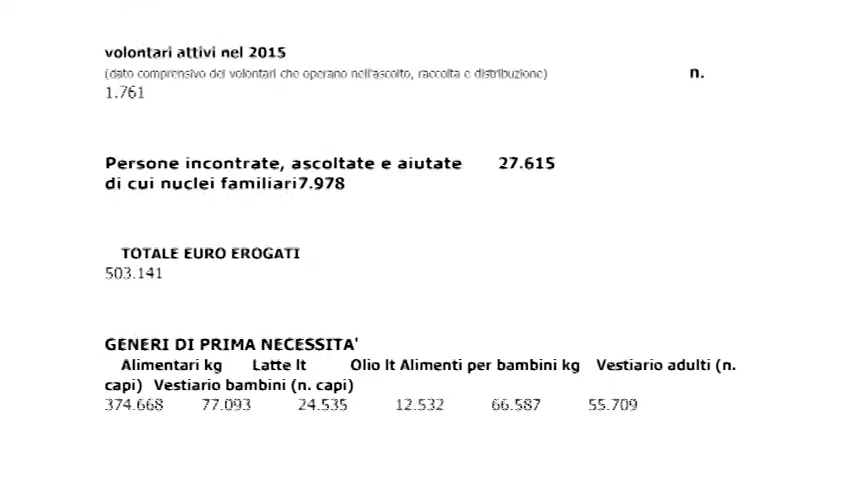 volontari attivi nel 2015
(dato comprensivo dei volontari che operano nell'ascolto, raccolta e distribuzione) n.
1.761
Persone incontrate, ascoltate e aiutate 27.615
di cui nuclei familiari7.978
TOTALE EURO EROGATI
503.141
GENERI DI PRIMA NECESSITA'
Alimentari kg Latte lt Olio lt Alimenti per bambini kg Vestiario adulti (n.
capi) Vestiario bambini (n. capi)
374.668 77.093 24.535 12.532 66.587 55.709